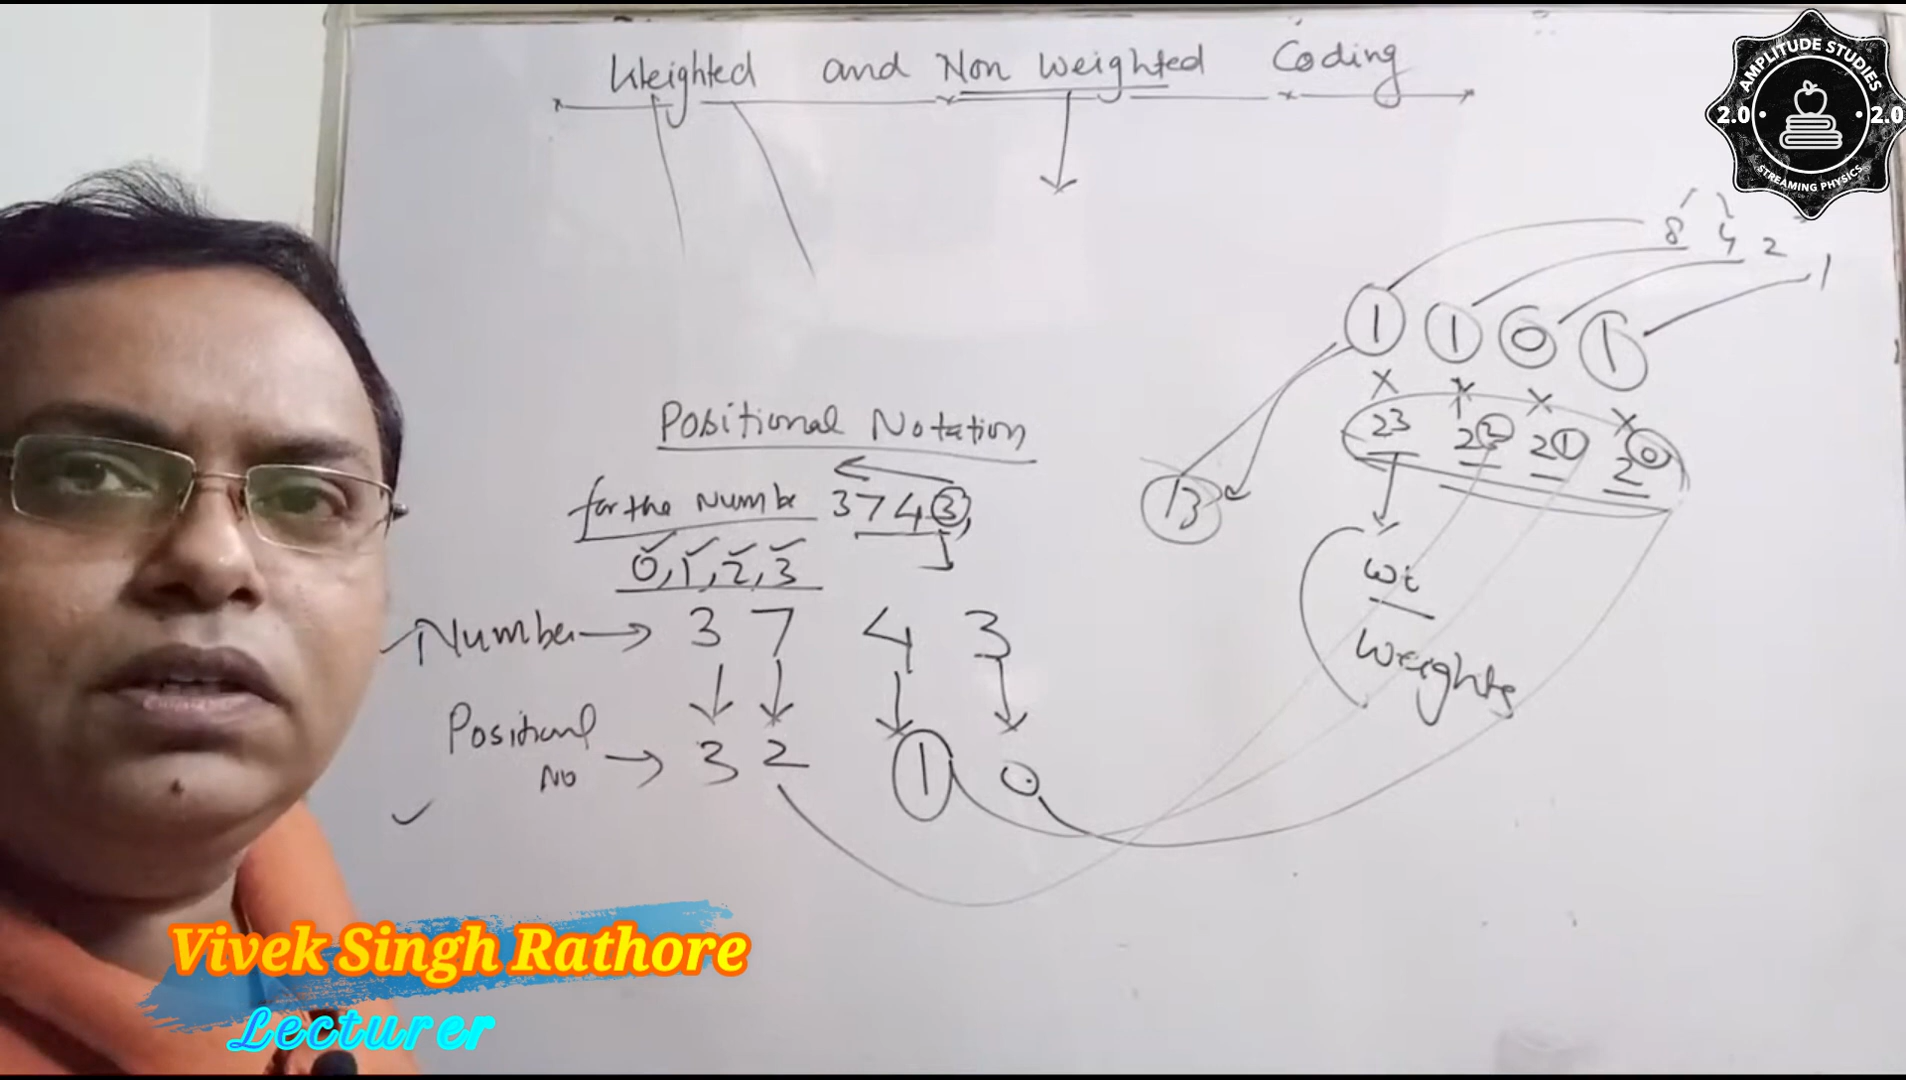 Weighted and Non Weighted Coding
AMPLITUDE STUDIES
2.0 2.0
STREAMING PHYSICS
8 4 2 1
1 1 0 1
x x x x
2³ 2² 2¹ 2⁰
13
wt
Weights
Positional Notation
for the Numbe 3743,
0,1,2,3
Number → 3 7 4 3
Positional No → 3 2 1 0
Vivek Singh Rathore
Lecturer